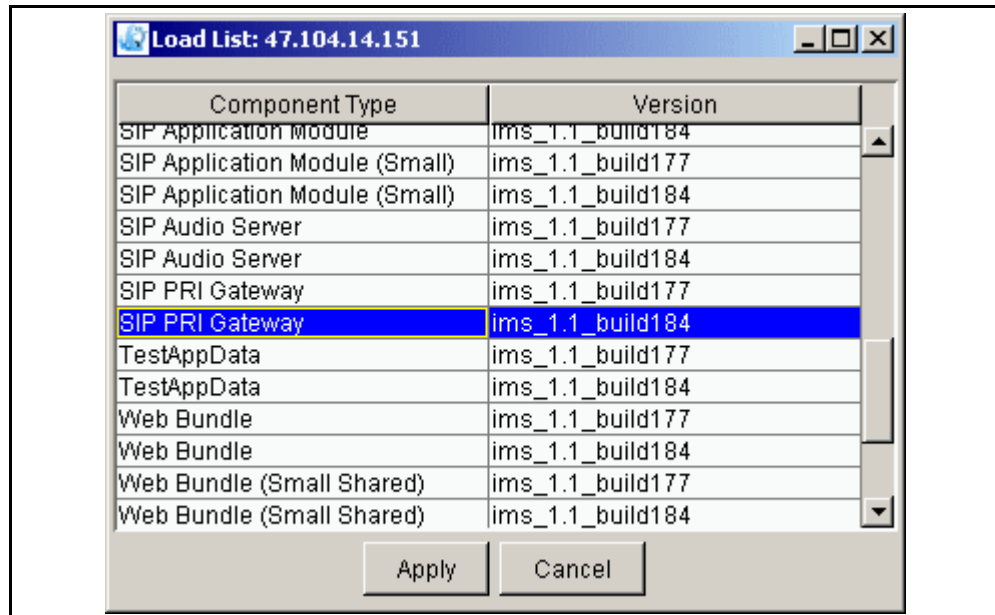 Load List: 47.104.14.151
Component Type Version
SIP Application Module ims_1.1_build184
SIP Application Module (Small) ims_1.1_build177
SIP Application Module (Small) ims_1.1_build184
SIP Audio Server ims_1.1_build177
SIP Audio Server ims_1.1_build184
SIP PRI Gateway ims_1.1_build177
SIP PRI Gateway ims_1.1_build184
TestAppData ims_1.1_build177
TestAppData ims_1.1_build184
Web Bundle ims_1.1_build177
Web Bundle ims_1.1_build184
Web Bundle (Small Shared) ims_1.1_build177
Web Bundle (Small Shared) ims_1.1_build184
Apply Cancel